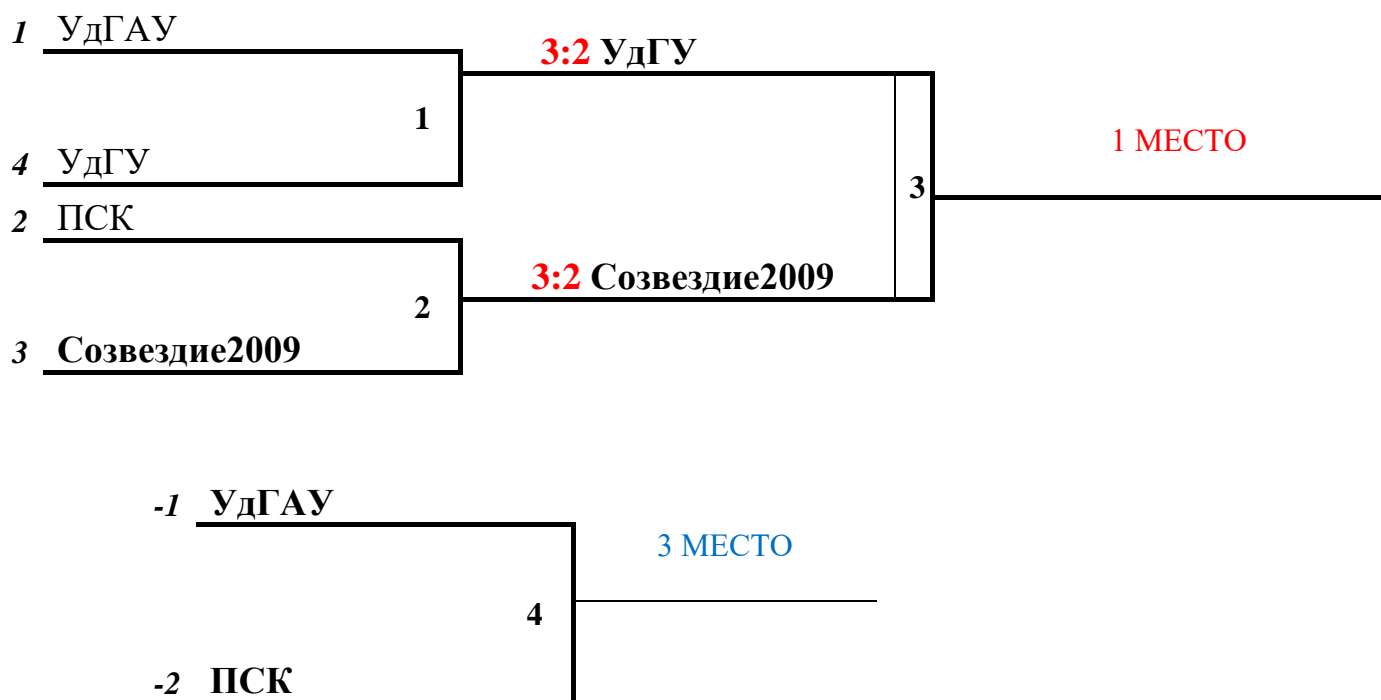 1 УдГАУ
3:2 УдГУ
1
1 МЕСТО
4 УдГУ
3
2 ПСК
3:2 Созвездие2009
2
3 Созвездие2009
-1 УдГАУ
3 МЕСТО
4
-2 ПСК